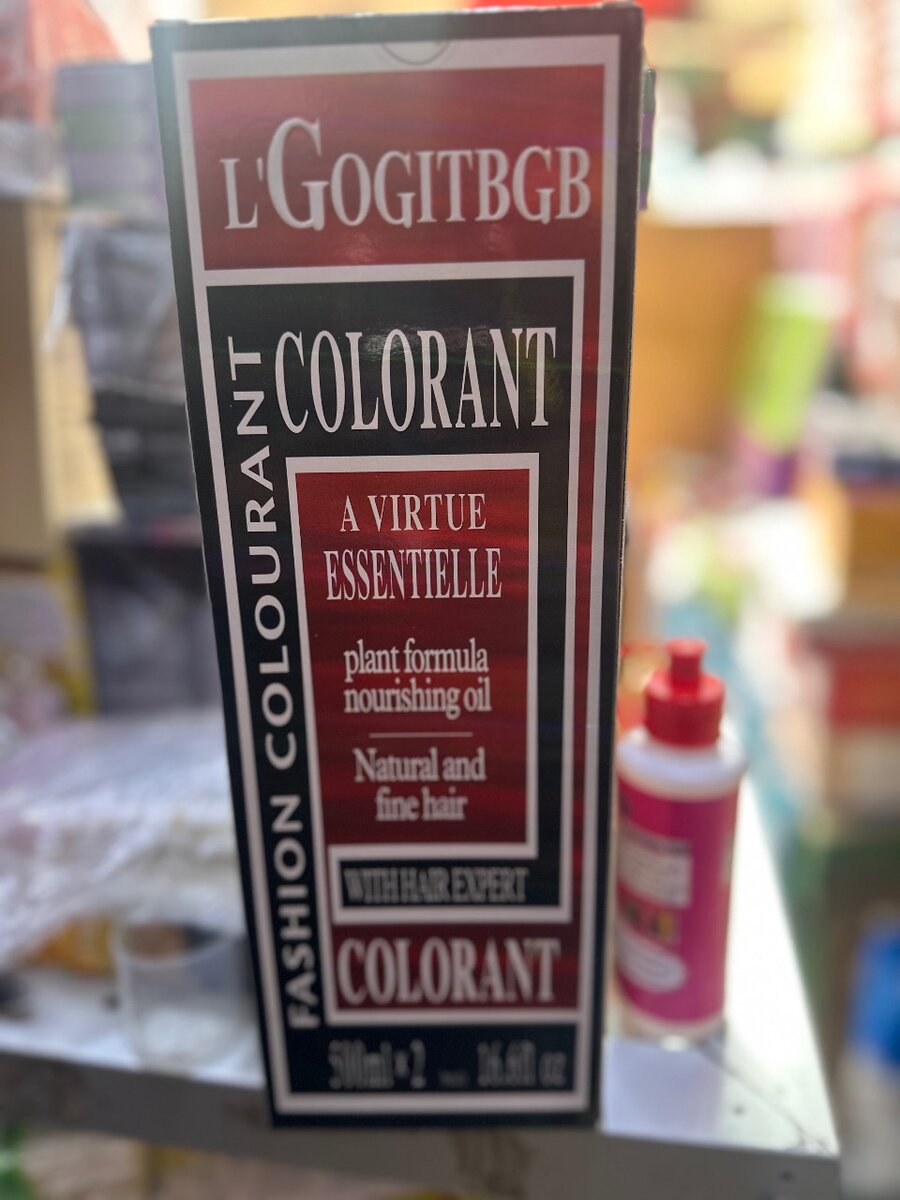 L'GOGITBGB
COLORANT
FASHION COLOURANT
A VIRTUE
ESSENTIELLE
plant formula
nourishing oil
Natural and
fine hair
WITH HAIR EXPERT
COLORANT
500ml*2 16.6fl oz